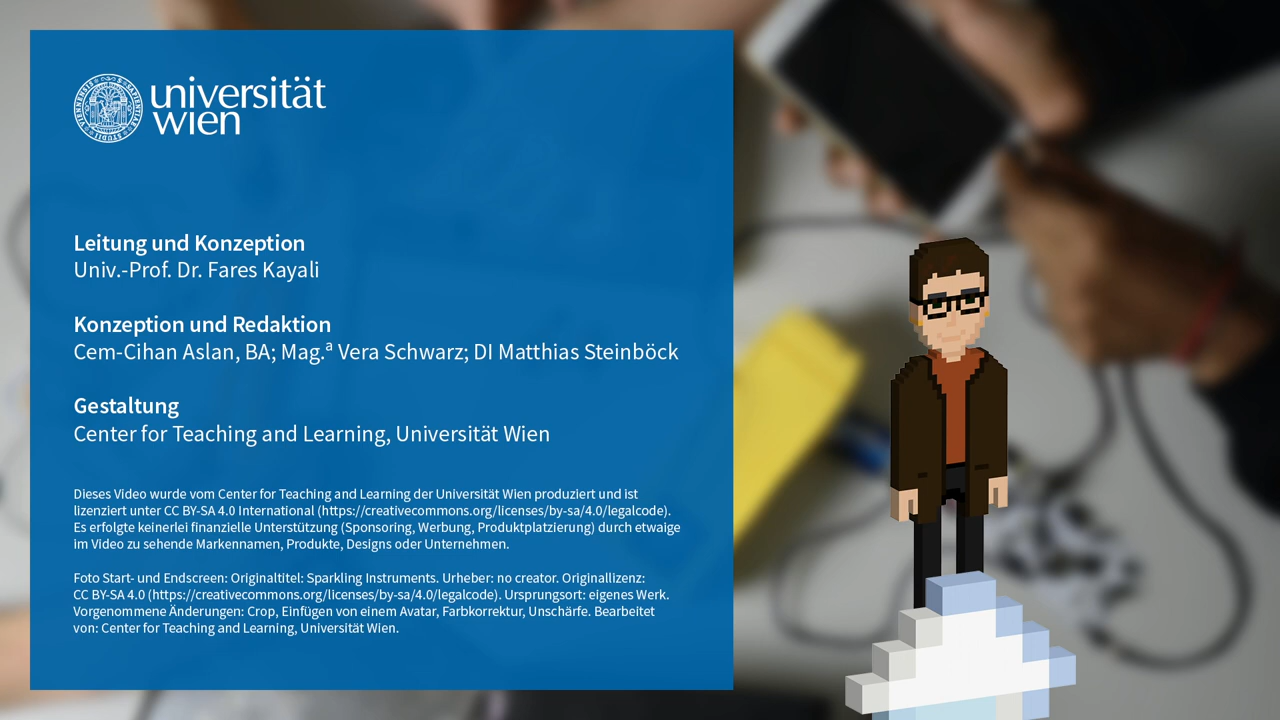 universität
wien
Leitung und Konzeption
Univ.-Prof. Dr. Fares Kayali
Konzeption und Redaktion
Cem-Cihan Aslan, BA; Mag.ª Vera Schwarz; DI Matthias Steinböck
Gestaltung
Center for Teaching and Learning, Universität Wien
Dieses Video wurde vom Center for Teaching and Learning der Universität Wien produziert und ist
lizenziert unter CC BY-SA 4.0 International (https://creativecommons.org/licenses/by-sa/4.0/legalcode).
Es erfolgte keinerlei finanzielle Unterstützung (Sponsoring, Werbung, Produktplatzierung) durch etwaige
im Video zu sehende Markennamen, Produkte, Designs oder Unternehmen.
Foto Start- und Endscreen: Originaltitel: Sparkling Instruments. Urheber: no creator. Originallizenz:
CC BY-SA 4.0 (https://creativecommons.org/licenses/by-sa/4.0/legalcode). Ursprungsort: eigenes Werk.
Vorgenommene Änderungen: Crop, Einfügen von einem Avatar, Farbkorrektur, Unschärfe. Bearbeitet
von: Center for Teaching and Learning, Universität Wien.